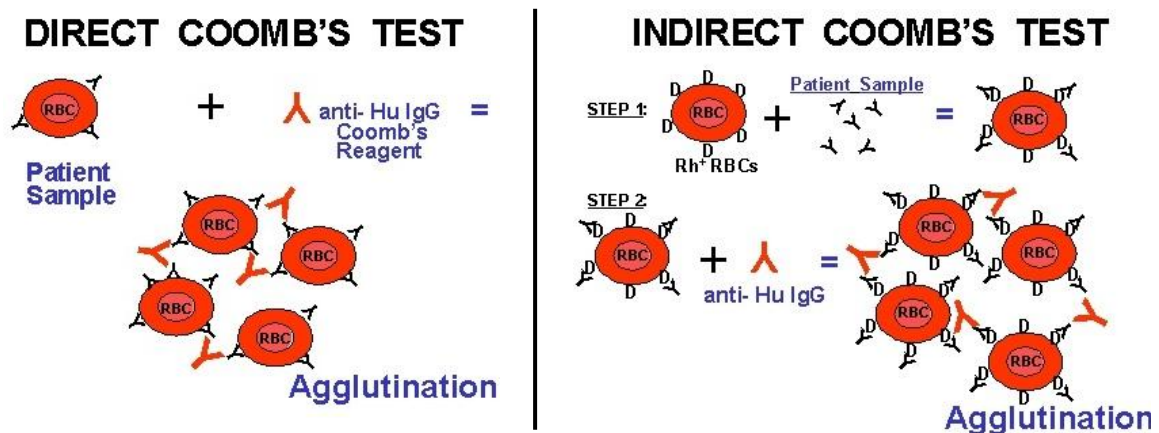 DIRECT COOMB'S TEST
RBC
+
anti- Hu IgG
Coomb's
Reagent
=
Patient
Sample
RBC
RBC
RBC
RBC
Agglutination
INDIRECT COOMB'S TEST
STEP 1:
D
D D
RBC
D D
D
Rh+ RBCs
+
Patient Sample
=
D
D D
RBC
D D
D
STEP 2:
D
D D
RBC
D D
D
+
anti- Hu IgG
=
D
D D
RBC
D D
D
D
D D
RBC
D D
D
D
D D
RBC
D D
D
D
D D
RBC
D D
D
Agglutination